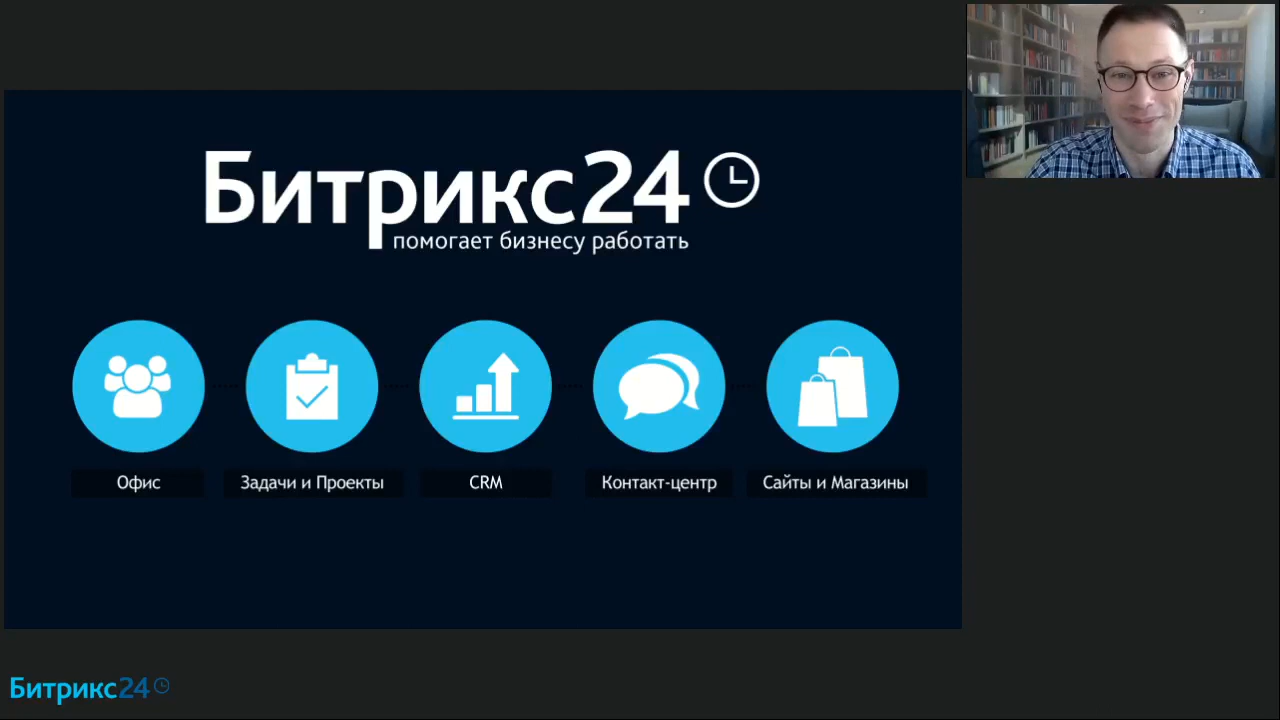 Битрикс24
помогает бизнесу работать
Офис
Задачи и Проекты
CRM
Контакт-центр
Сайты и Магазины
Битрикс24